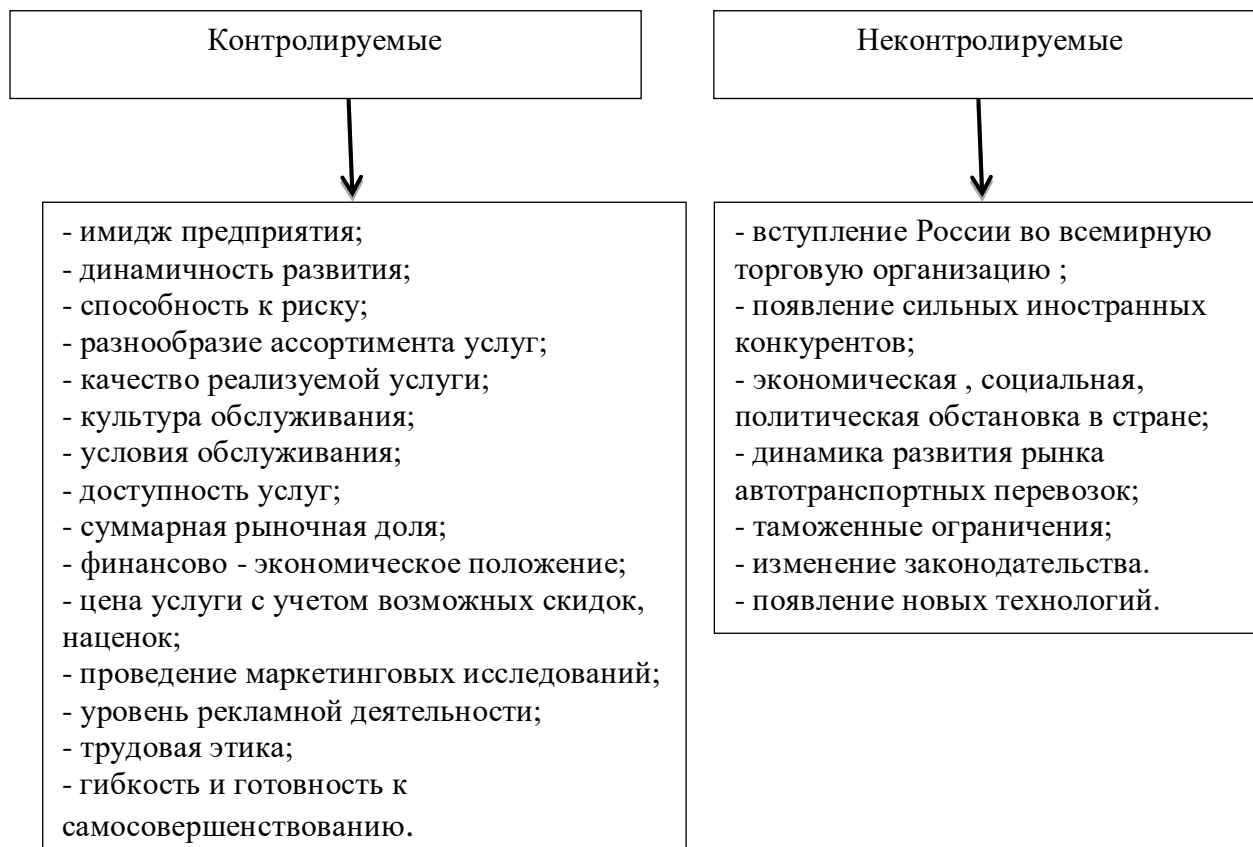 Контролируемые
Неконтролируемые
- имидж предприятия;
- динамичность развития;
- способность к риску;
- разнообразие ассортимента услуг;
- качество реализуемой услуги;
- культура обслуживания;
- условия обслуживания;
- доступность услуг;
- суммарная рыночная доля;
- финансово - экономическое положение;
- цена услуги с учетом возможных скидок,
наценок;
- проведение маркетинговых исследований;
- уровень рекламной деятельности;
- трудовая этика;
- гибкость и готовность к
самосовершенствованию.
- вступление России во всемирную
торговую организацию ;
- появление сильных иностранных
конкурентов;
- экономическая , социальная,
политическая обстановка в стране;
- динамика развития рынка
автотранспортных перевозок;
- таможенные ограничения;
- изменение законодательства.
- появление новых технологий.